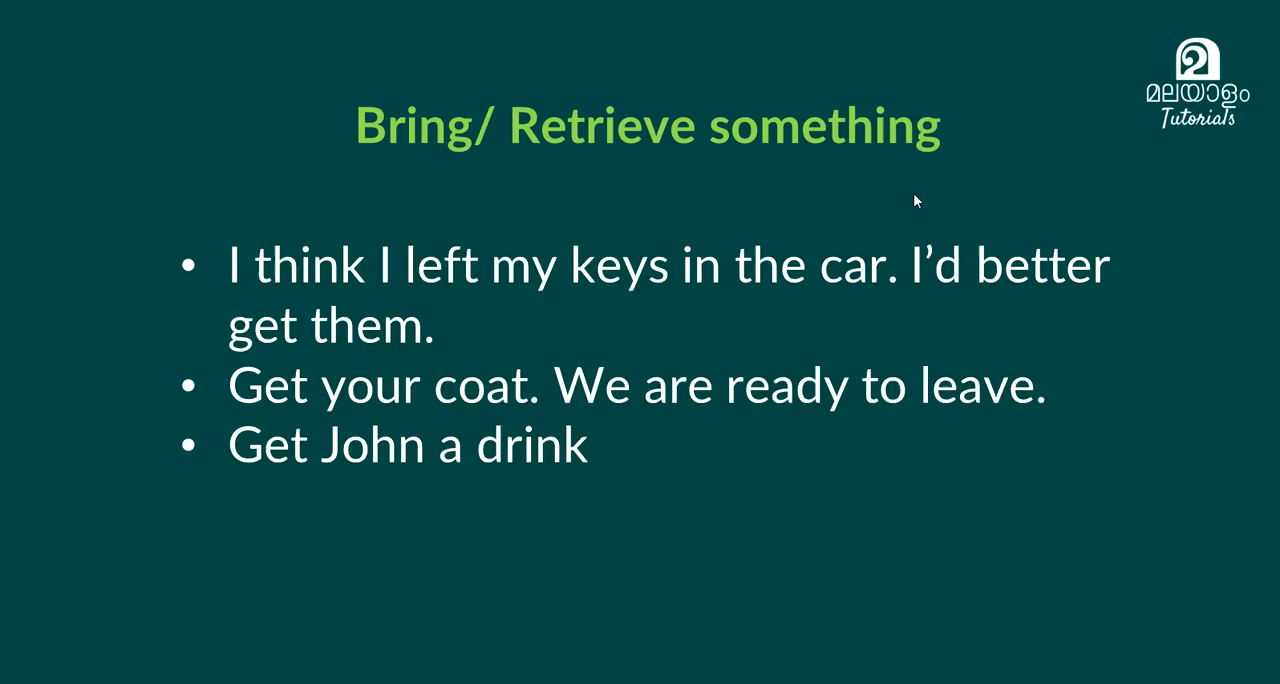 മലയാളം
Tutorials
Bring/ Retrieve something
• I think I left my keys in the car. I’d better
get them.
• Get your coat. We are ready to leave.
• Get John a drink